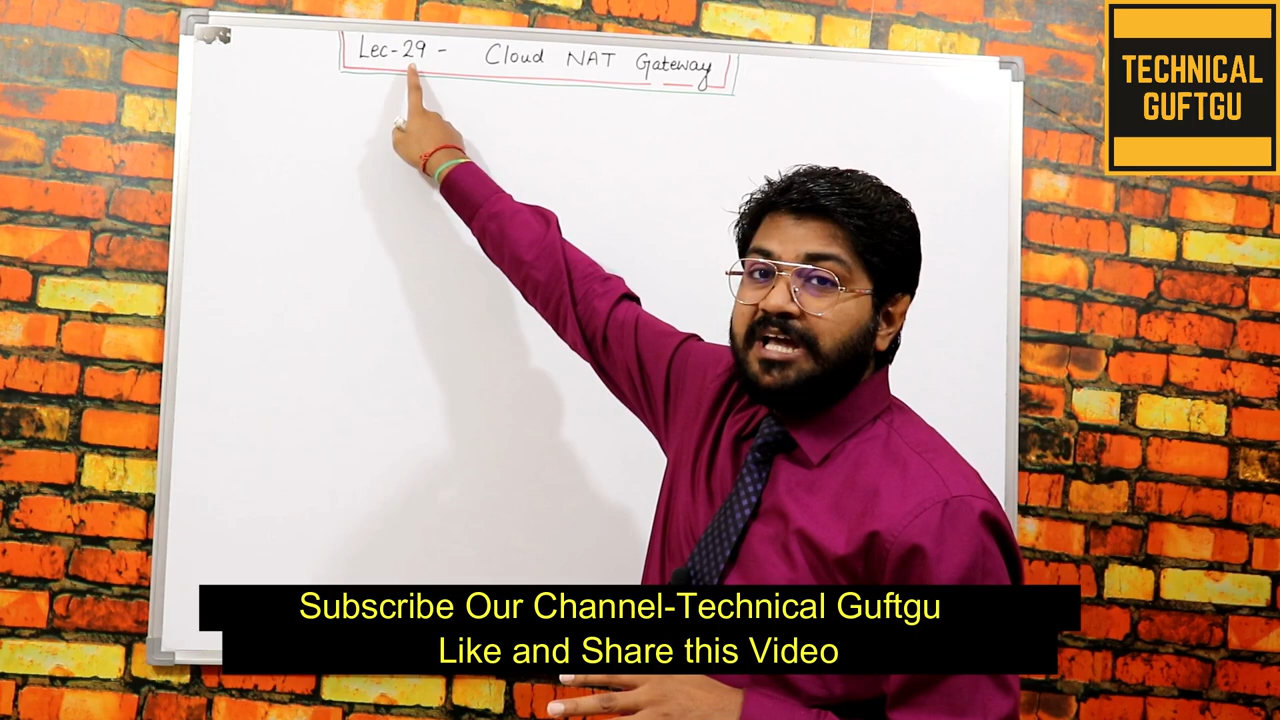 Lec-29 - Cloud NAT Gateway
TECHNICAL
GUFTGU
Subscribe Our Channel-Technical Guftgu
Like and Share this Video